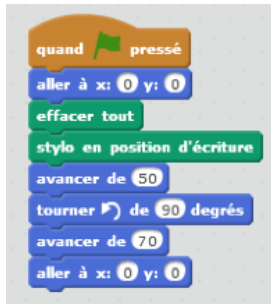 quand pressé
aller à x: 0 y: 0
effacer tout
stylo en position d'écriture
avancer de 50
tourner de 90 degrés
avancer de 70
aller à x: 0 y: 0